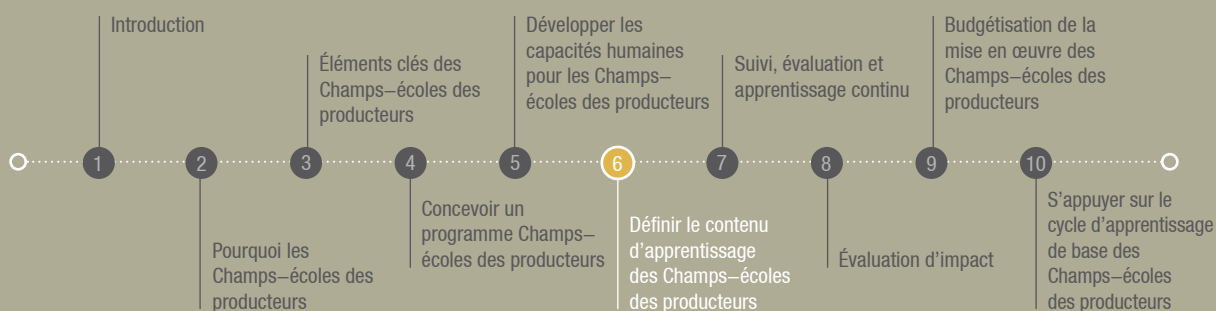 Introduction
Éléments clés des
Champs–écoles des
producteurs
Développer les
capacités humaines
pour les Champs–
écoles des producteurs
Suivi, évaluation et
apprentissage continu
Budgétisation de la
mise en œuvre des
Champs–écoles des
producteurs
1
2
3
4
5
6
7
8
9
10
Pourquoi les
Champs–écoles des
producteurs
Concevoir un
programme Champs–
écoles des producteurs
Définir le contenu
d'apprentissage
des Champs–écoles
des producteurs
Évaluation d'impact
S'appuyer sur le
cycle d'apprentissage
de base des
Champs–écoles
des producteurs